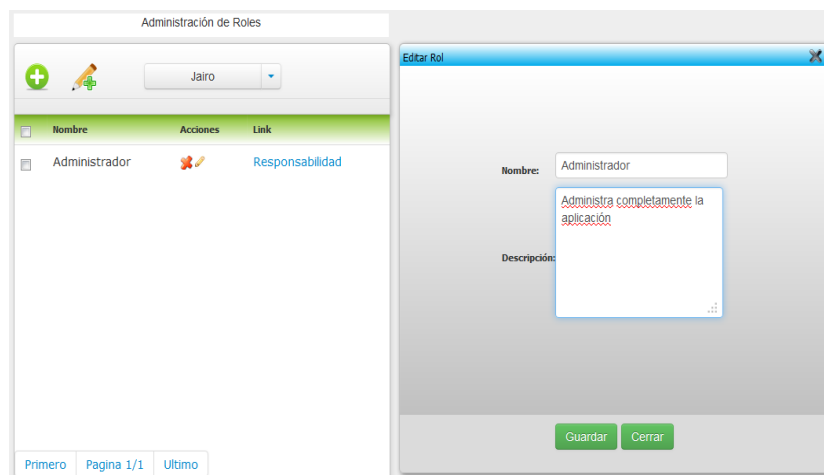 Administración de Roles
Jairo
Nombre Acciones Link
Administrador Responsabilidad
Primero Pagina 1/1 Ultimo
Editar Rol
Nombre: Administrador
Descripción: Administra completamente la
aplicación
Guardar Cerrar